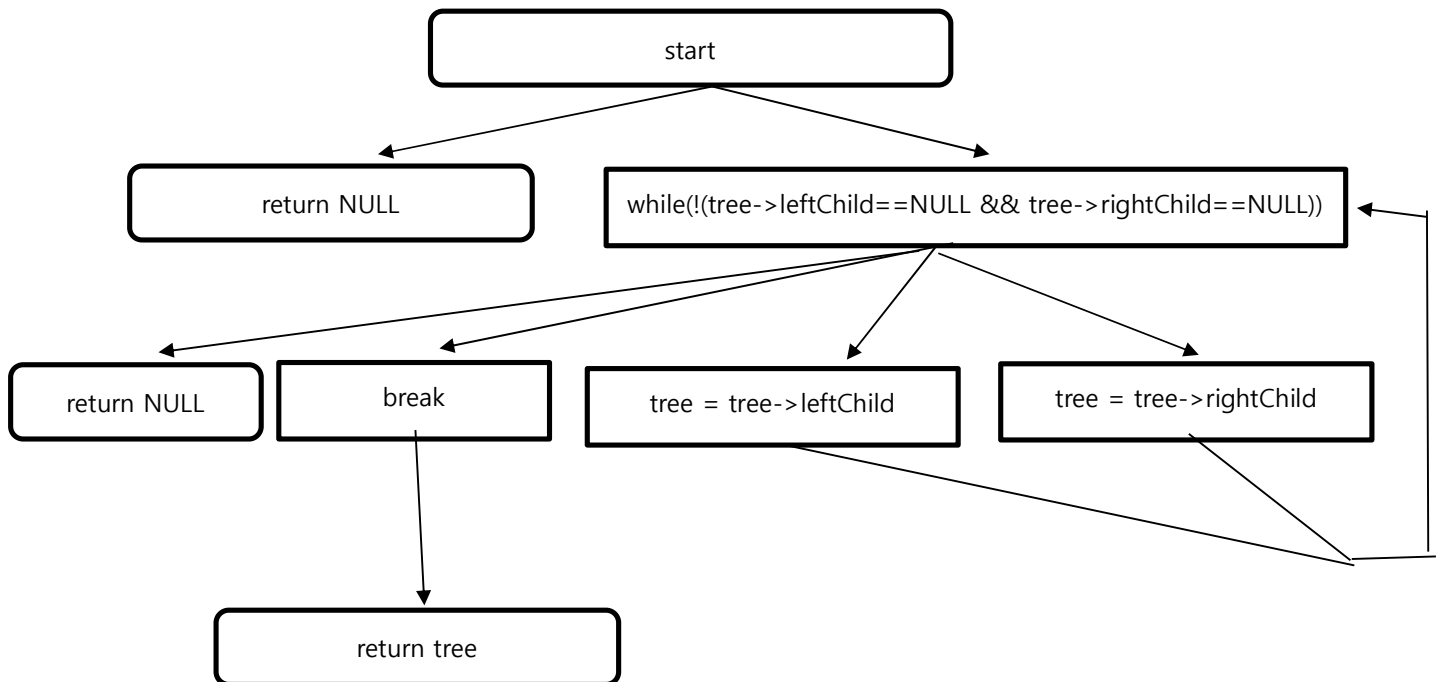 start
return NULL
while(!(tree->leftChild==NULL && tree->rightChild==NULL))
return NULL
break
tree = tree->leftChild
tree = tree->rightChild
return tree